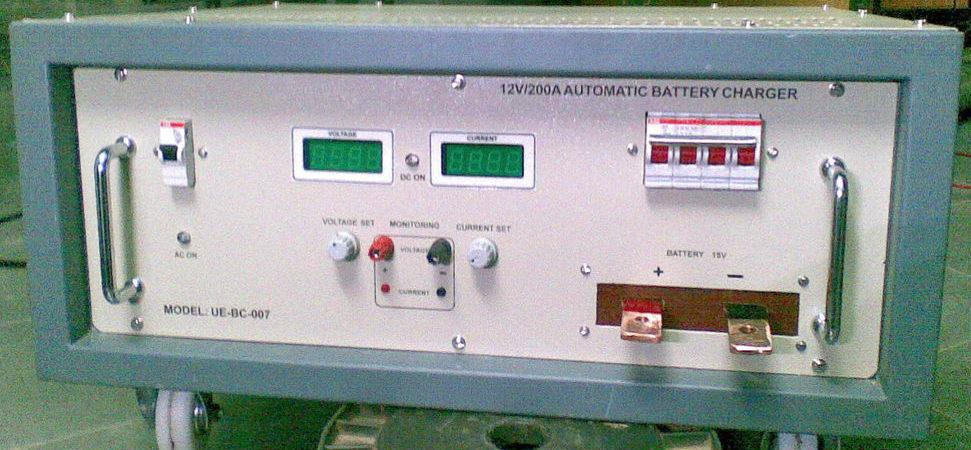 12V/200A AUTOMATIC BATTERY CHARGER
VOLTAGE
CURRENT
DC ON
VOLTAGE SET
MONITORING
CURRENT SET
VOLTAGE
+
CURRENT
AC ON
BATTERY 15V
+ −
MODEL: UE-BC-007